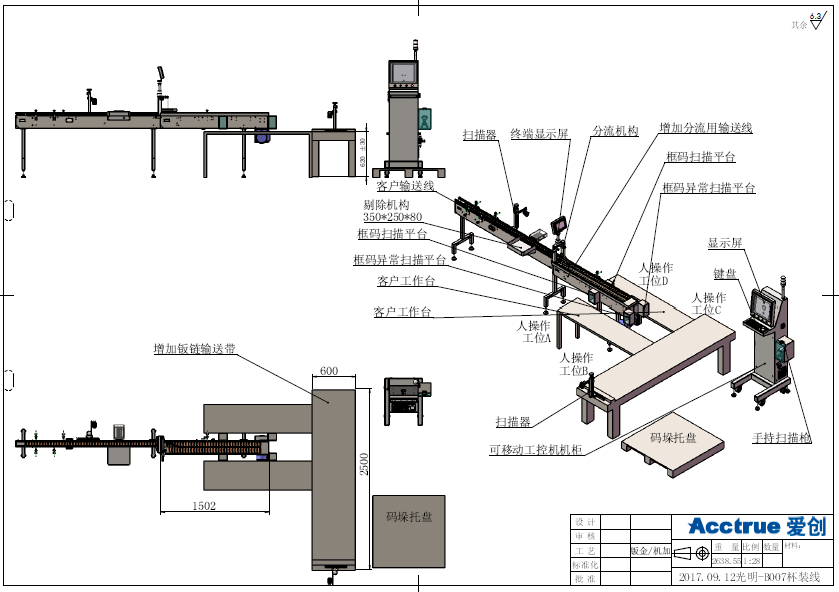 其余
6.3
620 ±30
扫描器
终端显示屏
分流机构
增加分流用输送线
框码扫描平台
框码异常扫描平台
客户输送线
剔除机构
350*250*80
框码扫描平台
框码异常扫描平台
客户工作台
客户工作台
显示屏
键盘
人操作
工位D
人操作
工位C
人操作
工位A
人操作
工位B
增加钣链输送带
600
2500
1502
码垛托盘
扫描器
可移动工控机机柜
码垛托盘
手持扫描枪
设 计
审 核
工 艺
标准化
批 准
钣金/机加
Acctrue 爱创
重 量
比例
数量
材料:
2638.55
1:28
2017.09.12光明-B007杯装线